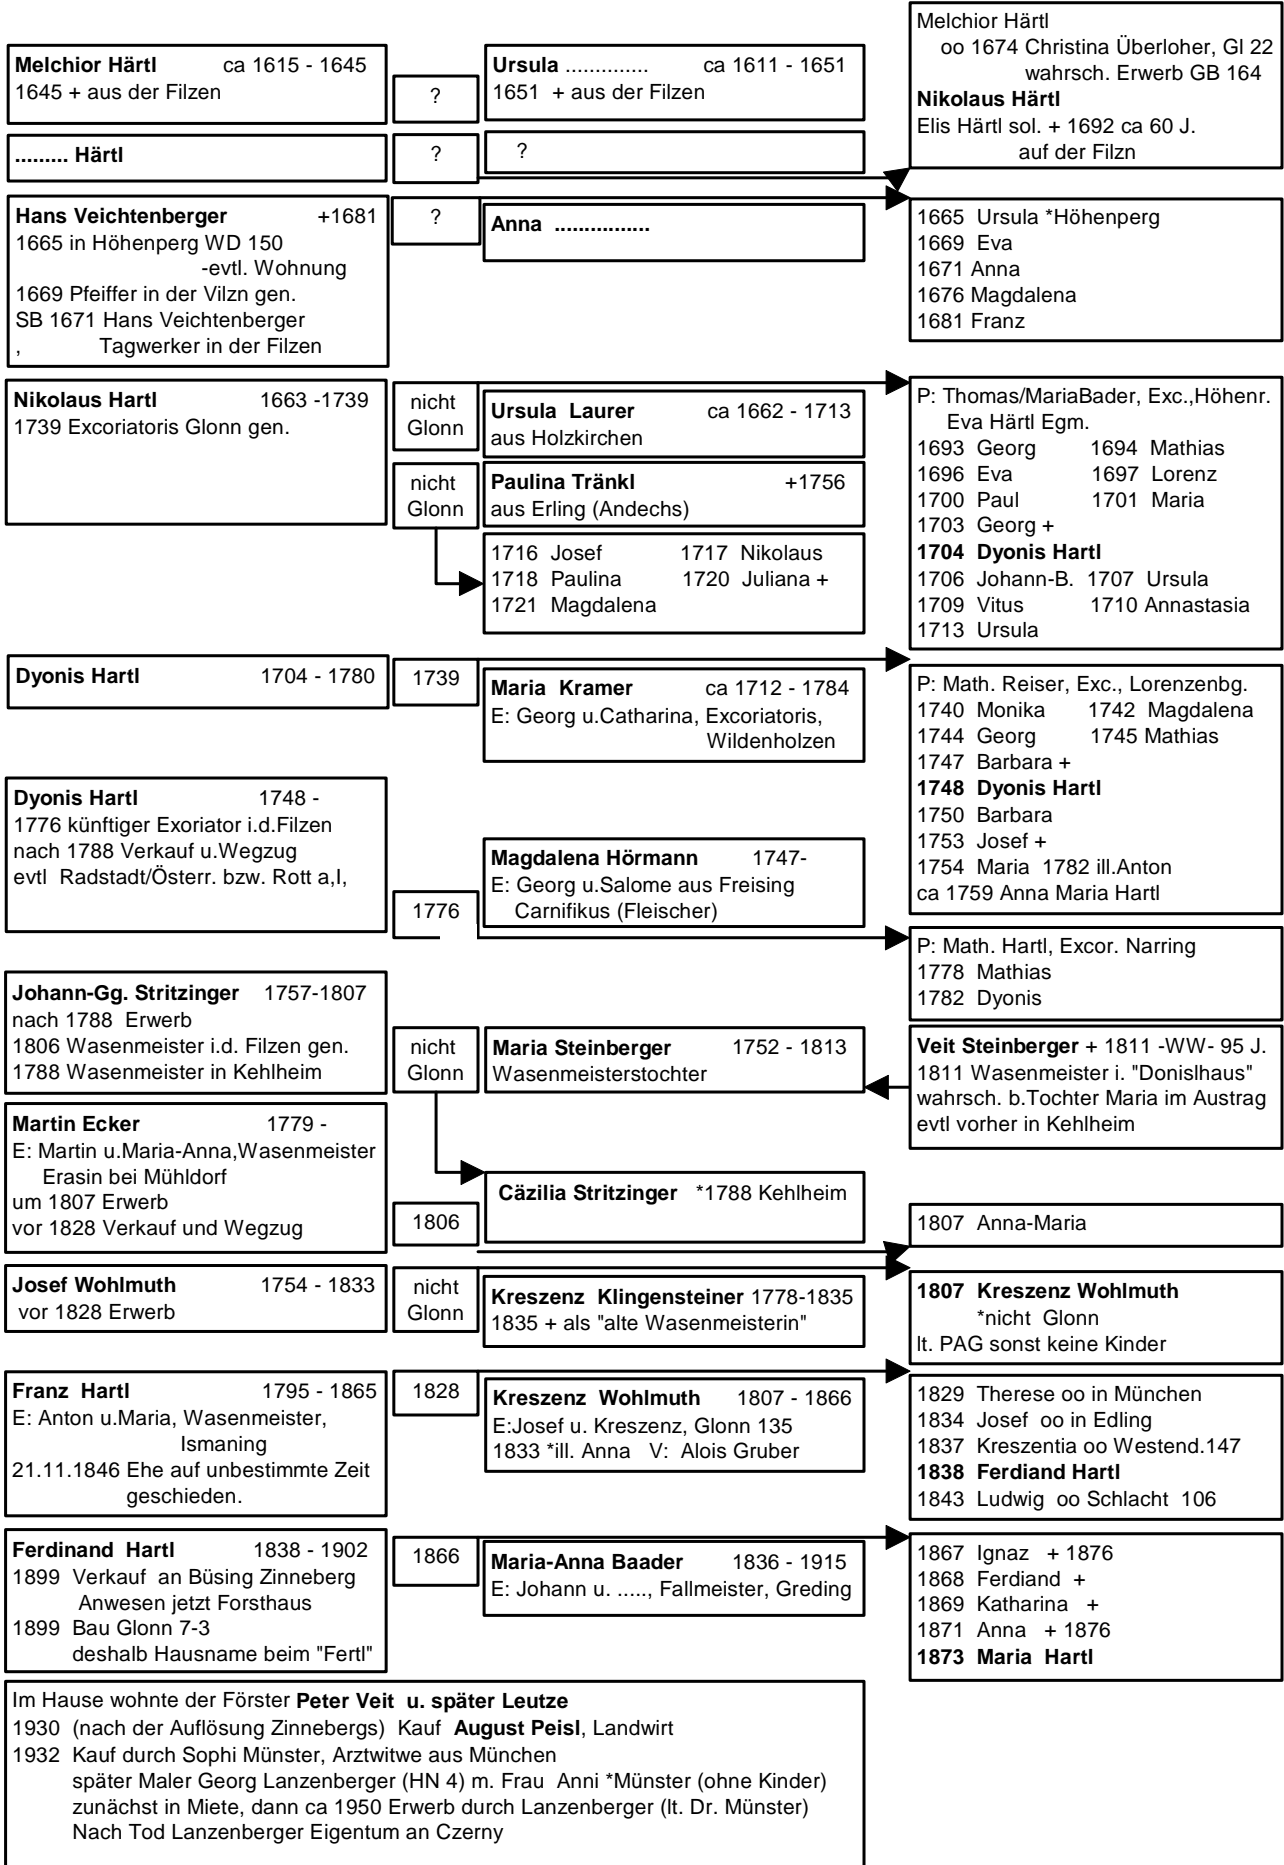 Melchior Härtl ca 1615 - 1645
1645 + aus der Filzen
?
Ursula .............. ca 1611 - 1651
1651 + aus der Filzen
Melchior Härtl
oo 1674 Christina Überloher, Gl 22
wahrsch. Erwerb GB 164
Nikolaus Härtl
Elis Härtl sol. + 1692 ca 60 J.
auf der Filzn
......... Härtl
?
?
Hans Veichtenberger +1681
1665 in Höhenperg WD 150
-evtl. Wohnung
1669 Pfeiffer in der Vilzn gen.
SB 1671 Hans Veichtenberger
, Tagwerker in der Filzen
?
Anna ................
1665 Ursula *Höhenperg
1669 Eva
1671 Anna
1676 Magdalena
1681 Franz
Nikolaus Hartl 1663 -1739
1739 Excoriatoris Glonn gen.
nicht
Glonn
Ursula Laurer ca 1662 - 1713
aus Holzkirchen
nicht
Glonn
Paulina Tränkl +1756
aus Erling (Andechs)
1716 Josef 1717 Nikolaus
1718 Paulina 1720 Juliana +
1721 Magdalena
P: Thomas/MariaBader, Exc.,Höhenr.
Eva Härtl Egm.
1693 Georg 1694 Mathias
1696 Eva 1697 Lorenz
1700 Paul 1701 Maria
1703 Georg +
1704 Dyonis Hartl
1706 Johann-B. 1707 Ursula
1709 Vitus 1710 Annastasia
1713 Ursula
Dyonis Hartl 1704 - 1780
1739
Maria Kramer ca 1712 - 1784
E: Georg u.Catharina, Excoriatoris,
Wildenholzen
P: Math. Reiser, Exc., Lorenzenbg.
1740 Monika 1742 Magdalena
1744 Georg 1745 Mathias
1747 Barbara +
1748 Dyonis Hartl
1750 Barbara
1753 Josef +
1754 Maria 1782 ill.Anton
ca 1759 Anna Maria Hartl
Dyonis Hartl 1748 -
1776 künftiger Exoriator i.d.Filzen
nach 1788 Verkauf u.Wegzug
evtl Radstadt/Österr. bzw. Rott a,I,
1776
Magdalena Hörmann 1747-
E: Georg u.Salome aus Freising
Carnifikus (Fleischer)
P: Math. Hartl, Excor. Narring
1778 Mathias
1782 Dyonis
Johann-Gg. Stritzinger 1757-1807
nach 1788 Erwerb
1806 Wasenmeister i.d. Filzen gen.
1788 Wasenmeister in Kehlheim
nicht
Glonn
Maria Steinberger 1752 - 1813
Wasenmeisterstochter
Veit Steinberger + 1811 -WW- 95 J.
1811 Wasenmeister i. "Donislhaus"
wahrsch. b.Tochter Maria im Austrag
evtl vorher in Kehlheim
Martin Ecker 1779 -
E: Martin u.Maria-Anna,Wasenmeister
Erasin bei Mühldorf
um 1807 Erwerb
vor 1828 Verkauf und Wegzug
1806
Cäzilia Stritzinger *1788 Kehlheim
1807 Anna-Maria
Josef Wohlmuth 1754 - 1833
vor 1828 Erwerb
nicht
Glonn
Kreszenz Klingensteiner 1778-1835
1835 + als "alte Wasenmeisterin"
1807 Kreszenz Wohlmuth
*nicht Glonn
lt. PAG sonst keine Kinder
Franz Hartl 1795 - 1865
E: Anton u.Maria, Wasenmeister,
Ismaning
21.11.1846 Ehe auf unbestimmte Zeit
geschieden.
1828
Kreszenz Wohlmuth 1807 - 1866
E:Josef u. Kreszenz, Glonn 135
1833 *ill. Anna V: Alois Gruber
1829 Therese oo in München
1834 Josef oo in Edling
1837 Kreszentia oo Westend.147
1838 Ferdiand Hartl
1843 Ludwig oo Schlacht 106
Ferdinand Hartl 1838 - 1902
1899 Verkauf an Büsing Zinneberg
Anwesen jetzt Forsthaus
1899 Bau Glonn 7-3
deshalb Hausname beim "Fertl"
1866
Maria-Anna Baader 1836 - 1915
E: Johann u. ....., Fallmeister, Greding
1867 Ignaz + 1876
1868 Ferdiand +
1869 Katharina +
1871 Anna + 1876
1873 Maria Hartl
Im Hause wohnte der Förster Peter Veit u. später Leutze
1930 (nach der Auflösung Zinnebergs) Kauf August Peisl, Landwirt
1932 Kauf durch Sophi Münster, Arztwitwe aus München
später Maler Georg Lanzenberger (HN 4) m. Frau Anni *Münster (ohne Kinder)
zunächst in Miete, dann ca 1950 Erwerb durch Lanzenberger (lt. Dr. Münster)
Nach Tod Lanzenberger Eigentum an Czerny